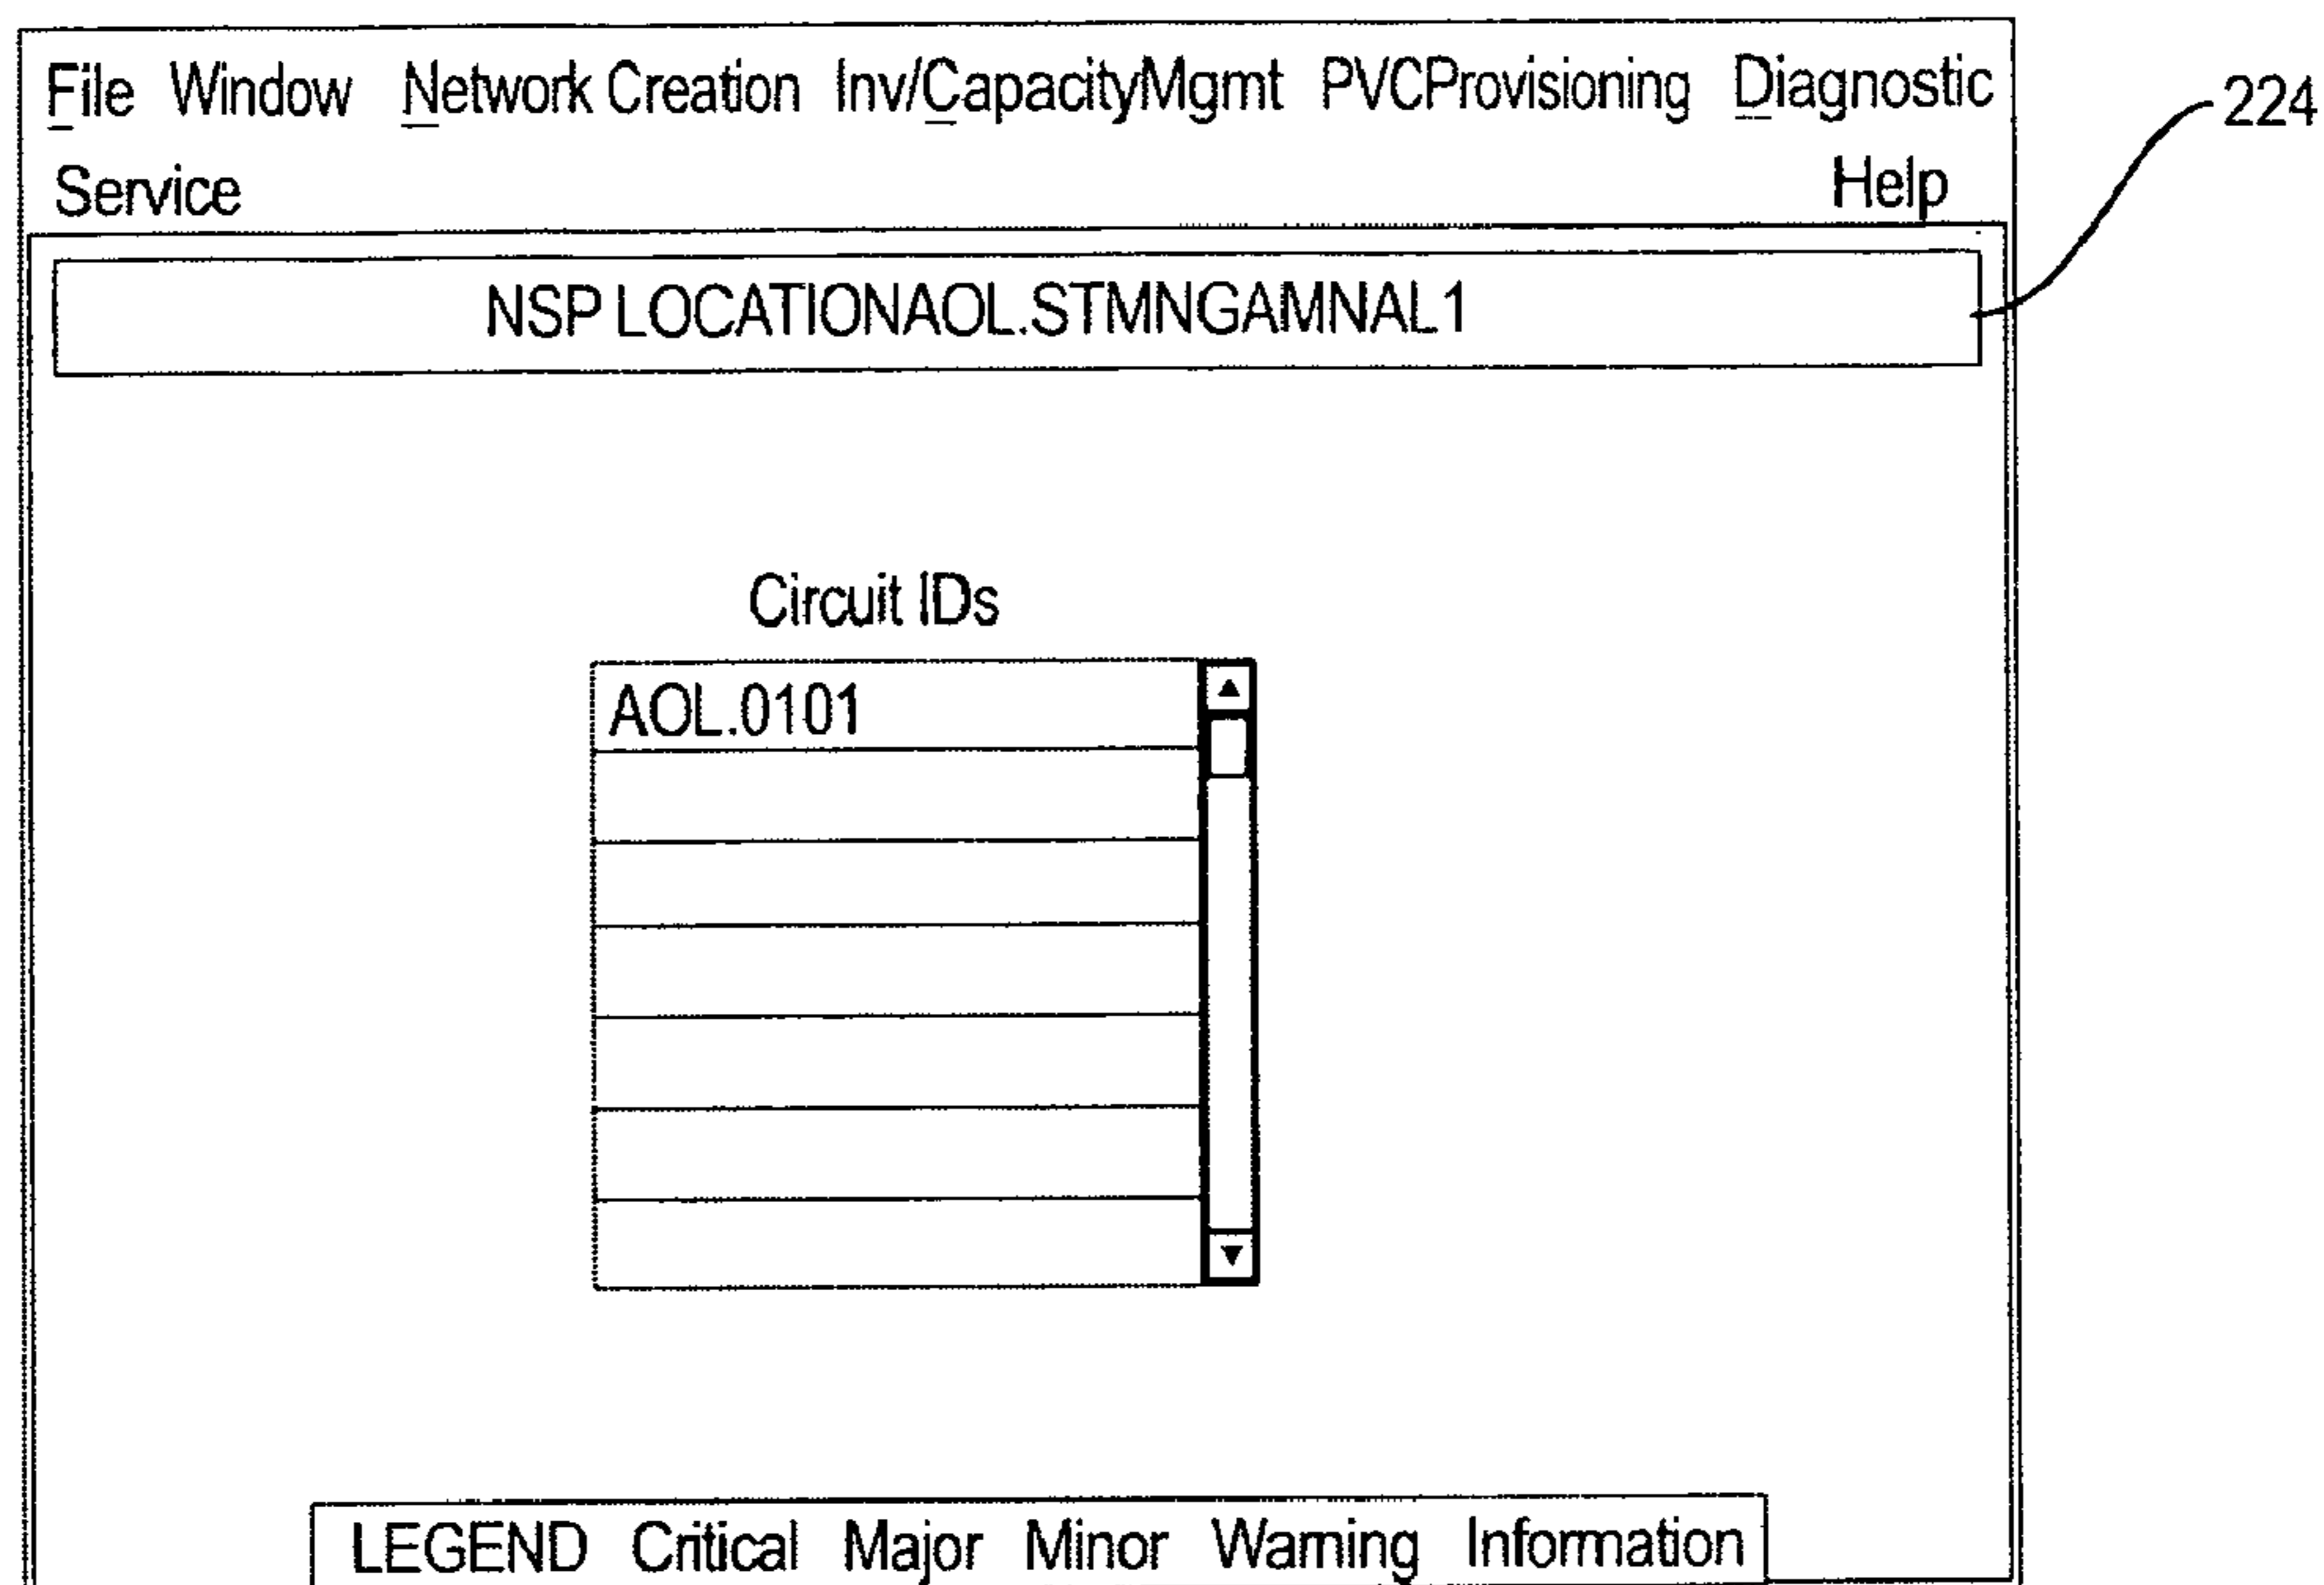 File Window Network Creation Inv/CapacityMgmt PVCProvisioning Diagnostic
224
Service Help
NSP LOCATIONAOL.STMNGAMNAL1
Circuit IDs
AOL.0101
LEGEND Critical Major Minor Warning Information